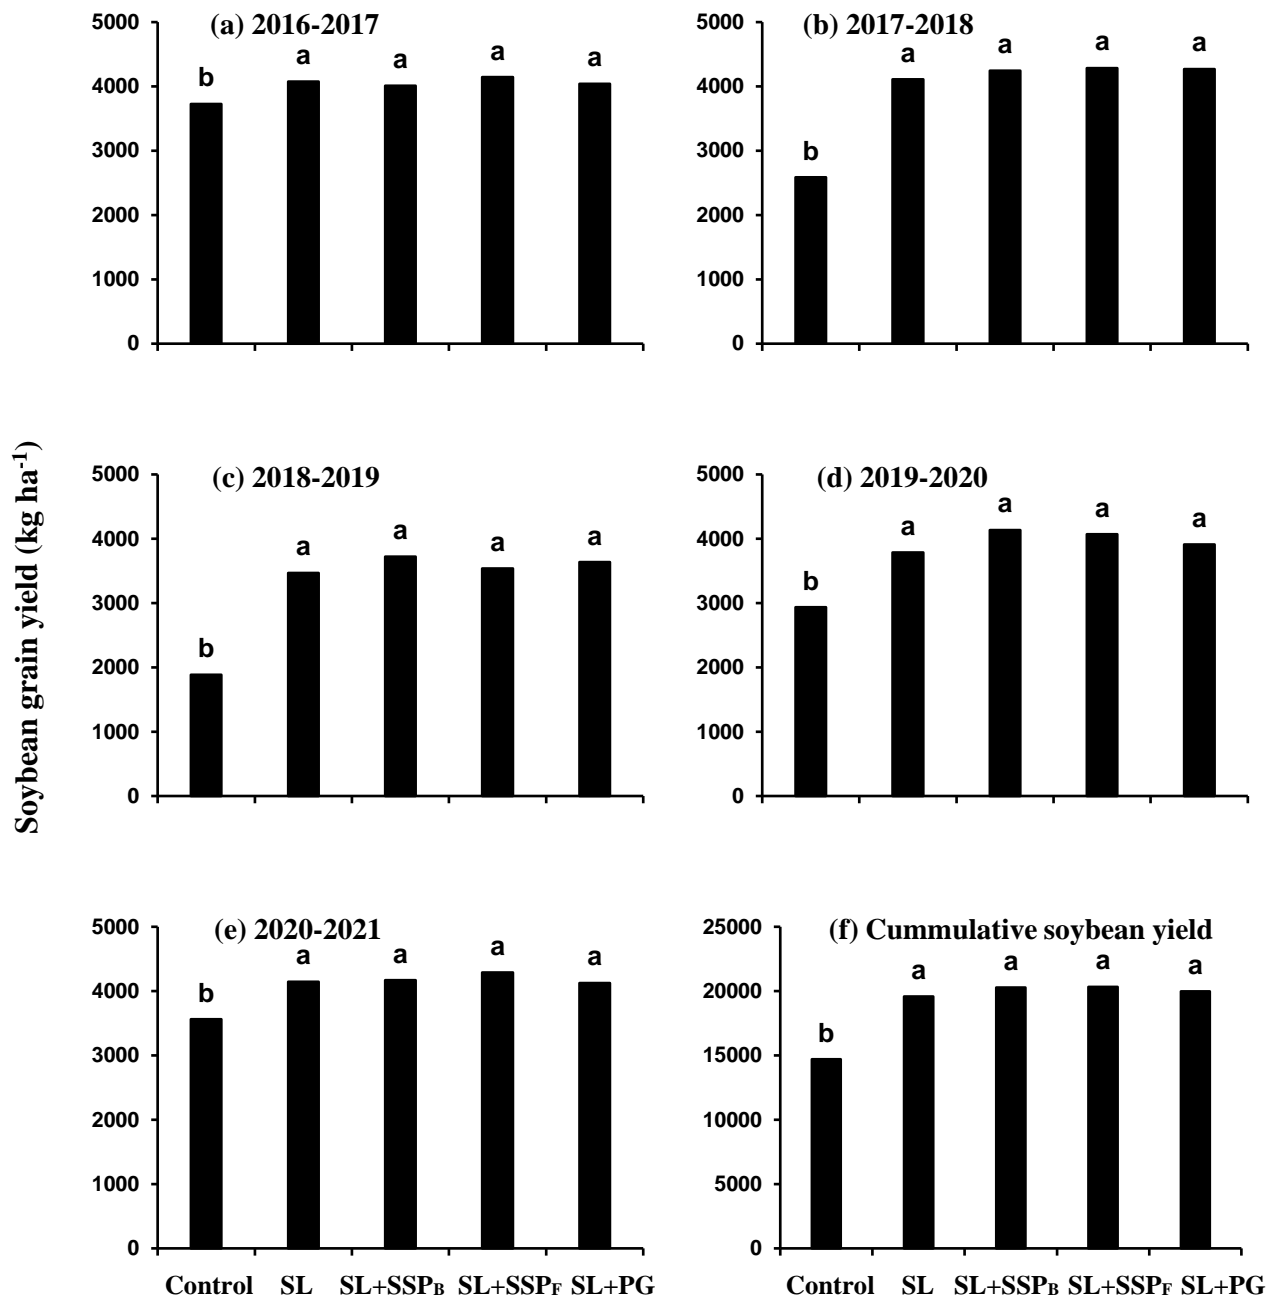 (a) 2016-2017
5000
4000
3000
2000
1000
0
b
a
a
a
a
(b) 2017-2018
5000
4000
3000
2000
1000
0
b
a
a
a
a
Soybean grain yield (kg ha-1)
(c) 2018-2019
5000
4000
3000
2000
1000
0
b
a
a
a
a
(d) 2019-2020
5000
4000
3000
2000
1000
0
b
a
a
a
a
(e) 2020-2021
5000
4000
3000
2000
1000
0
b
a
a
a
a
Control SL SL+SSPB SL+SSPF SL+PG
(f) Cummulative soybean yield
25000
20000
15000
10000
5000
0
b
a
a
a
a
Control SL SL+SSPB SL+SSPF SL+PG